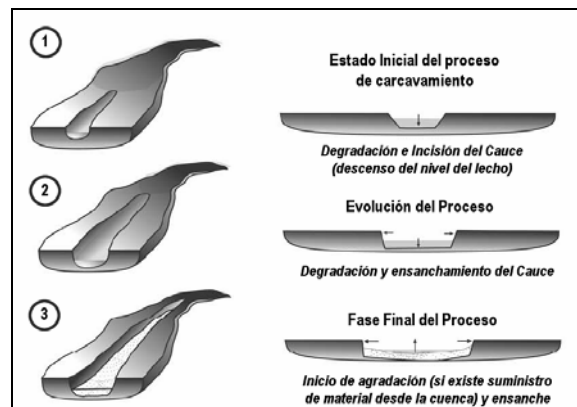 1
Estado Inicial del proceso
de carcavamiento
Degradación e Incisión del Cauce
(descenso del nivel del lecho)
2
Evolución del Proceso
Degradación y ensanchamiento del Cauce
3
Fase Final del Proceso
Inicio de agradación (si existe suministro
de material desde la cuenca) y ensanche